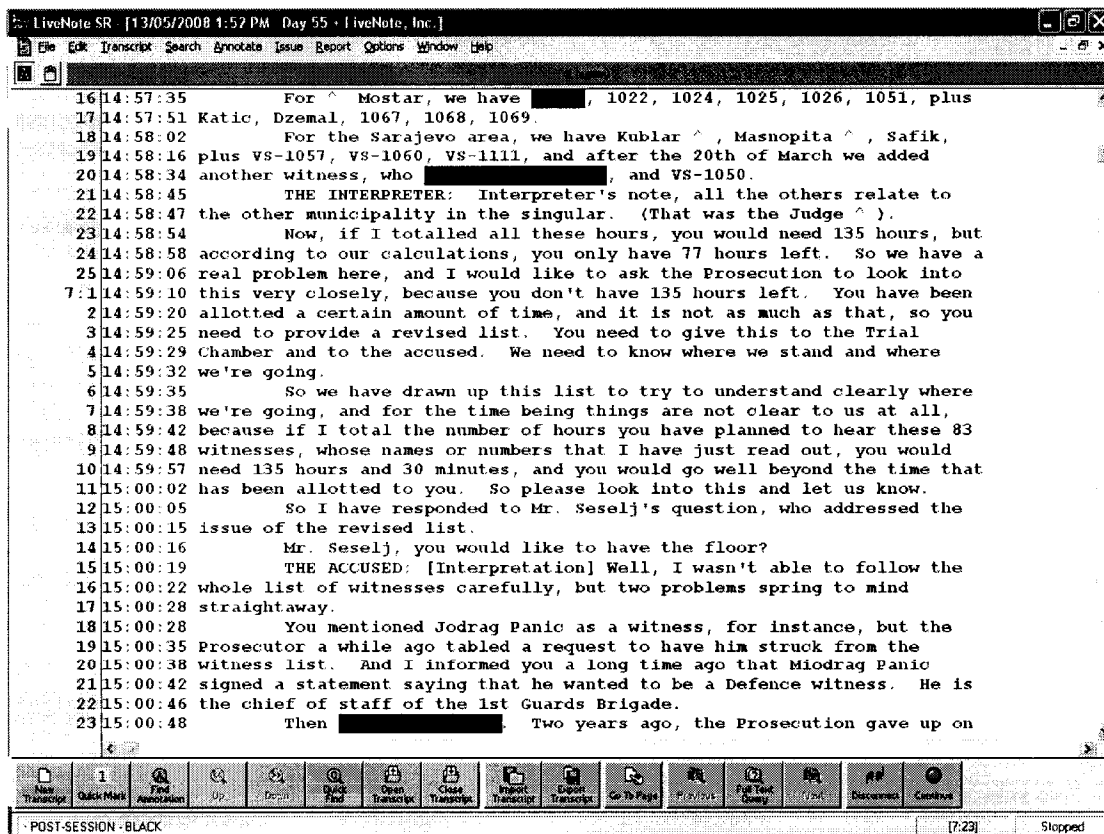 LiveNote SR - [13/05/2008 1:52 PM Day 55 + LiveNote, Inc.]
File Edit Transcript Search Annotate Issue Report Options Window Help
16 14:57:35 For ^ Mostar, we have , 1022, 1024, 1025, 1026, 1051, plus
17 14:57:51 Katic, Dzemal, 1067, 1068, 1069.
18 14:58:02 For the Sarajevo area, we have Kublar ^ , Masnopita ^ , Safik,
19 14:58:16 plus VS-1057, VS-1060, VS-1111, and after the 20th of March we added
20 14:58:34 another witness, who , and VS-1050.
21 14:58:45 THE INTERPRETER: Interpreter's note, all the others relate to
22 14:58:47 the other municipality in the singular. (That was the Judge ^ ).
23 14:58:54 Now, if I totalled all these hours, you would need 135 hours, but
24 14:58:58 according to our calculations, you only have 77 hours left. So we have a
25 14:59:06 real problem here, and I would like to ask the Prosecution to look into
7:1 14:59:10 this very closely, because you don't have 135 hours left. You have been
2 14:59:20 allotted a certain amount of time, and it is not as much as that, so you
3 14:59:25 need to provide a revised list. You need to give this to the Trial
4 14:59:29 Chamber and to the accused. We need to know where we stand and where
5 14:59:32 we're going.
6 14:59:35 So we have drawn up this list to try to understand clearly where
7 14:59:38 we're going, and for the time being things are not clear to us at all,
8 14:59:42 because if I total the number of hours you have planned to hear these 83
9 14:59:48 witnesses, whose names or numbers that I have just read out, you would
10 14:59:57 need 135 hours and 30 minutes, and you would go well beyond the time that
11 15:00:02 has been allotted to you. So please look into this and let us know.
12 15:00:05 So I have responded to Mr. Seselj's question, who addressed the
13 15:00:15 issue of the revised list.
14 15:00:16 Mr. Seselj, you would like to have the floor?
15 15:00:19 THE ACCUSED: [Interpretation] Well, I wasn't able to follow the
16 15:00:22 whole list of witnesses carefully, but two problems spring to mind
17 15:00:28 straightaway.
18 15:00:28 You mentioned Jodrag Panic as a witness, for instance, but the
19 15:00:35 Prosecutor a while ago tabled a request to have him struck from the
20 15:00:38 witness list. And I informed you a long time ago that Miodrag Panic
21 15:00:42 signed a statement saying that he wanted to be a Defence witness. He is
22 15:00:46 the chief of staff of the 1st Guards Brigade.
23 15:00:48 Then . Two years ago, the Prosecution gave up on
New Transcript 1 Quick Mark Find Annotation Up Down Quick Find Open Transcript Close Transcript Import Transcript Export Transcript Go To Page Previous Full Text Query Next Disconnect Continue
POST-SESSION - BLACK [7:23] Stopped